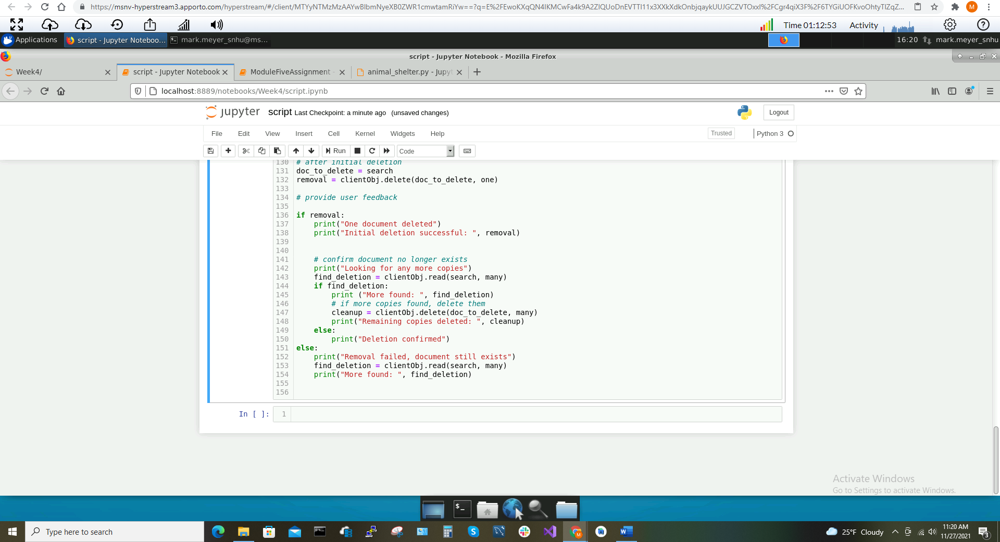 https://msnv-hyperstream3.apporto.com/hyperstream/#/client/
Time 01:12:53 Activity
Applications script - Jupyter Noteboo... mark.meyer_snhu@ms... 16:20 mark.meyer_snhu
script - Jupyter Notebook - Mozilla Firefox
Week4/ script - Jupyter Notebook ModuleFiveAssignment - animal_shelter.py - Jupyt
localhost:8889/notebooks/Week4/script.ipynb
jupyter script Last Checkpoint: a minute ago (unsaved changes) Logout
File Edit View Insert Cell Kernel Widgets Help Trusted Python 3
Run Code
130 # after initial deletion
131 doc_to_delete = search
132 removal = clientObj.delete(doc_to_delete, one)
133
134 # provide user feedback
135
136 if removal:
137     print("One document deleted")
138     print("Initial deletion successful: ", removal)
139
140
141     # confirm document no longer exists
142     print("Looking for any more copies")
143     find_deletion = clientObj.read(search, many)
144     if find_deletion:
145         print ("More found: ", find_deletion)
146         # if more copies found, delete them
147         cleanup = clientObj.delete(doc_to_delete, many)
148         print("Remaining copies deleted: ", cleanup)
149     else:
150         print("Deletion confirmed")
151 else:
152     print("Removal failed, document still exists")
153     find_deletion = clientObj.read(search, many)
154     print("More found: ", find_deletion)
155
156
In [ ]: 1
Activate Windows
Go to Settings to activate Windows.
Type here to search
25°F Cloudy
11:20 AM
11/27/2021
3